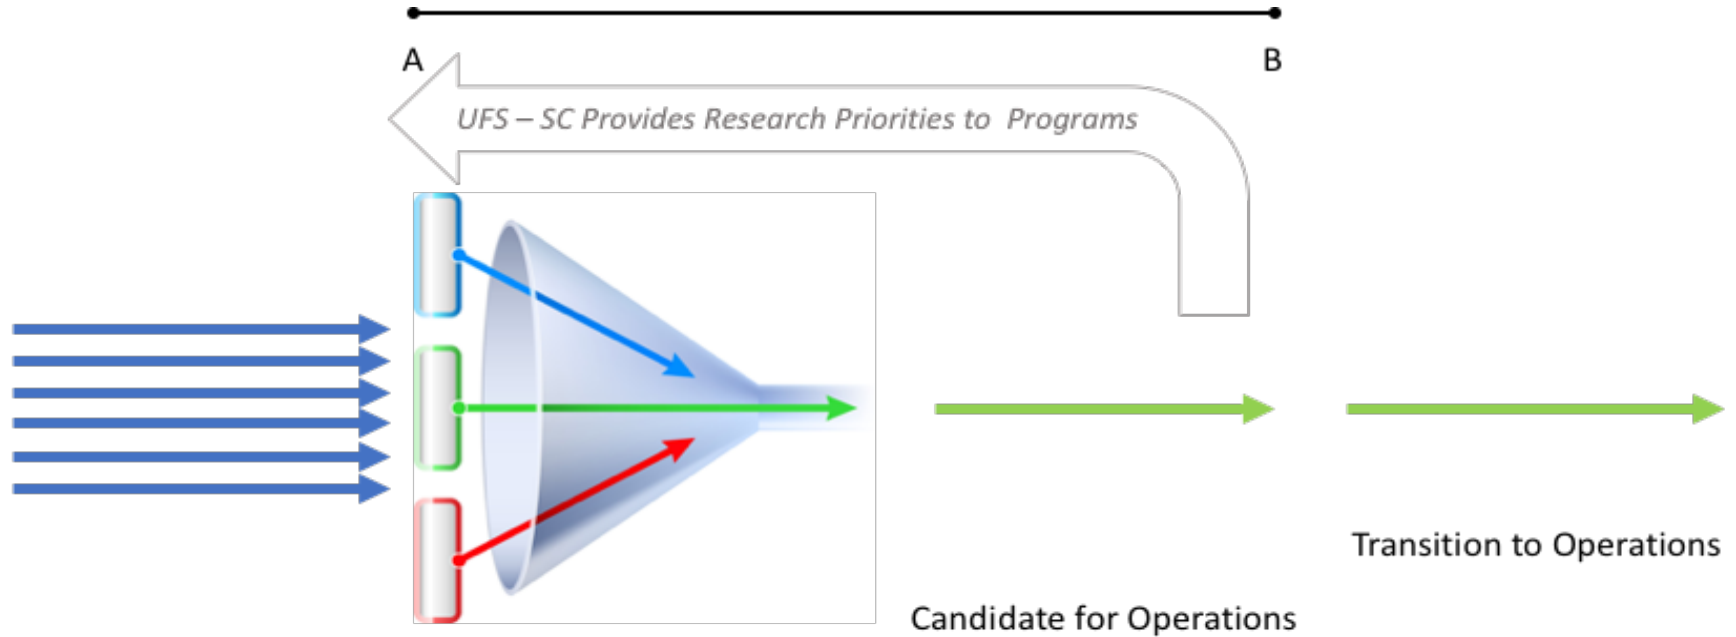 A
B
UFS – SC Provides Research Priorities to Programs
Transition to Operations
Candidate for Operations